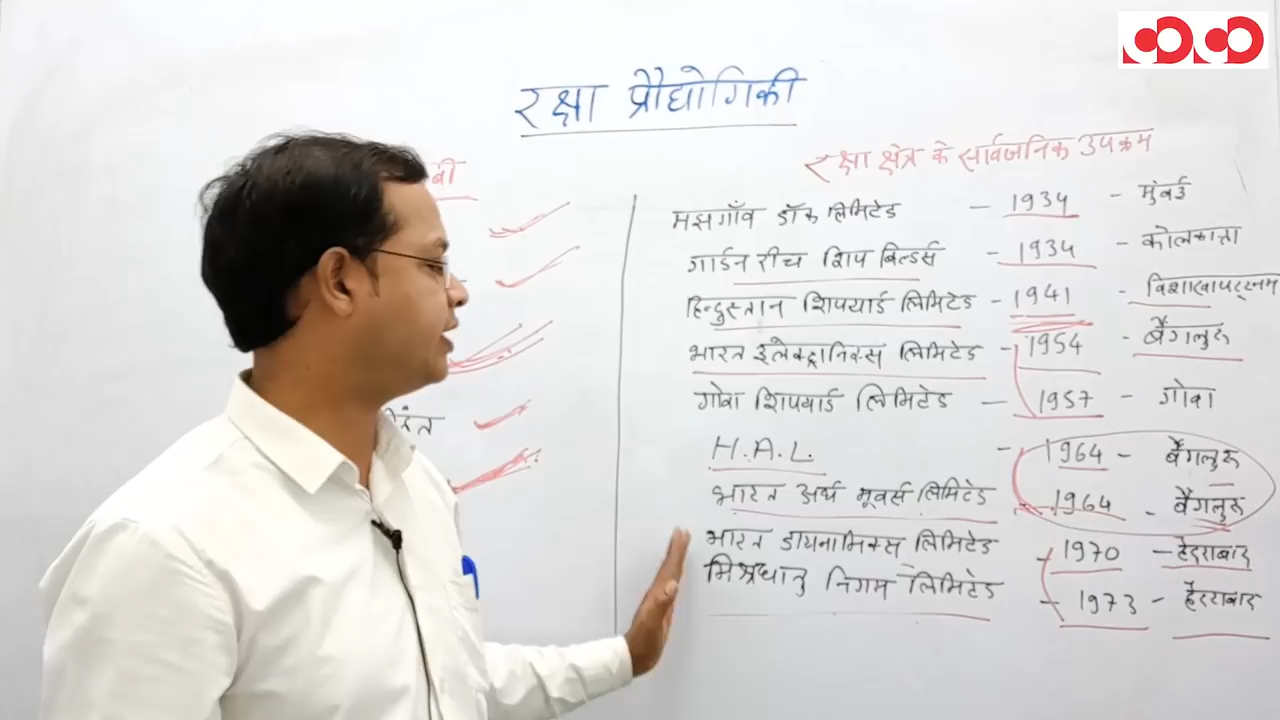 रक्षा प्रौद्योगिकी
रक्षा क्षेत्र के सार्वजनिक उपक्रम
मझगाँव डॉक लिमिटेड - 1934 - मुंबई
गार्डन रीच शिप बिल्डर्स - 1934 - कोलकाता
हिन्दुस्तान शिपयार्ड लिमिटेड - 1941 - विशाखापट्टनम
भारत इलेक्ट्रानिक्स लिमिटेड - 1954 - बैंगलुरु
गोवा शिपयार्ड लिमिटेड - 1957 - गोवा
H.A.L. - 1964 - बैंगलुरु
भारत अर्थ मूवर्स लिमिटेड - 1964 - बैंगलुरु
भारत डायनामिक्स लिमिटेड - 1970 - हैदराबाद
मिश्रधातु निगम लिमिटेड - 1973 - हैदराबाद